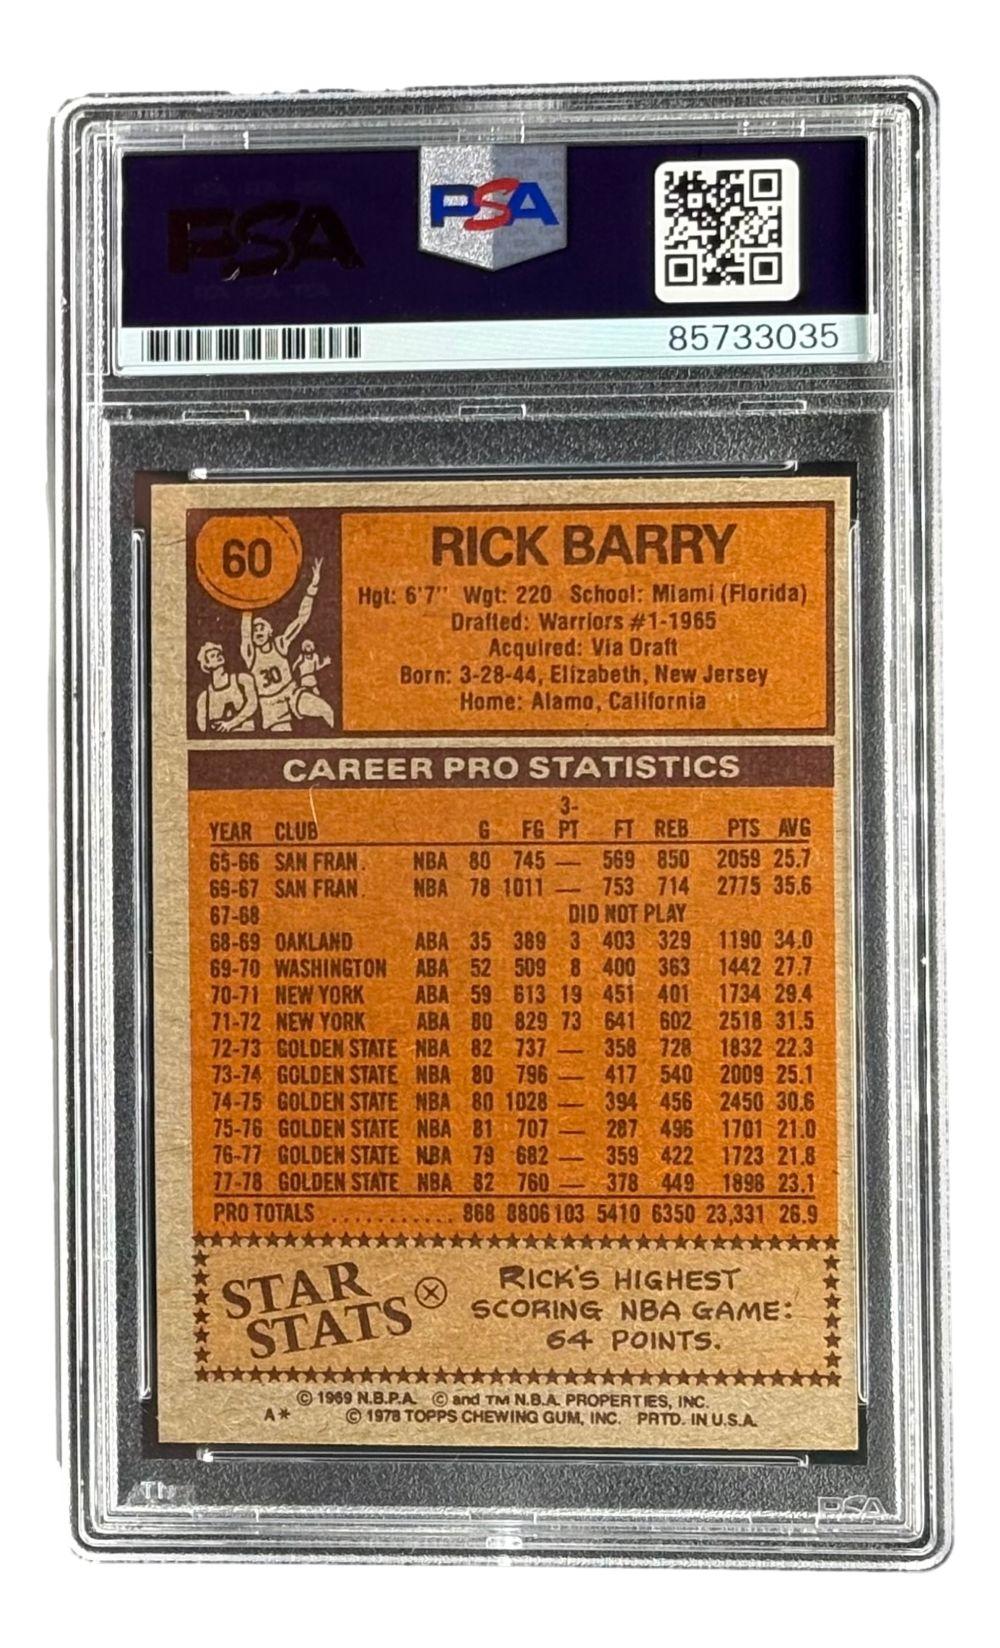 PSA
PSA
85733035
60
30
RICK BARRY
Hgt: 6'7" Wgt: 220 School: Miami (Florida)
Drafted: Warriors #1-1965
Acquired: Via Draft
Born: 3-28-44, Elizabeth, New Jersey
Home: Alamo, California
CAREER PRO STATISTICS
YEAR CLUB G FG 3-PT FT REB PTS AVG
65-66 SAN FRAN. NBA 80 745 — 569 850 2059 25.7
66-67 SAN FRAN. NBA 78 1011 — 753 714 2775 35.6
67-68 DID NOT PLAY
68-69 OAKLAND ABA 35 389 3 403 329 1190 34.0
69-70 WASHINGTON ABA 52 509 8 400 363 1442 27.7
70-71 NEW YORK ABA 59 613 19 451 401 1734 29.4
71-72 NEW YORK ABA 80 829 73 641 602 2518 31.5
72-73 GOLDEN STATE NBA 82 737 — 358 728 1832 22.3
73-74 GOLDEN STATE NBA 80 796 — 417 540 2009 25.1
74-75 GOLDEN STATE NBA 80 1028 — 394 456 2450 30.6
75-76 GOLDEN STATE NBA 81 707 — 287 496 1701 21.0
76-77 GOLDEN STATE NBA 79 682 — 359 422 1723 21.8
77-78 GOLDEN STATE NBA 82 760 — 378 449 1898 23.1
PRO TOTALS ........... 868 8806 103 5410 6350 23,331 26.9
STAR
STATS
RICK'S HIGHEST
SCORING NBA GAME:
64 POINTS.
© 1969 N.B.P.A. © and TM N.B.A. PROPERTIES, INC.
A* © 1978 TOPPS CHEWING GUM, INC. PRTD. IN U.S.A.
PSA